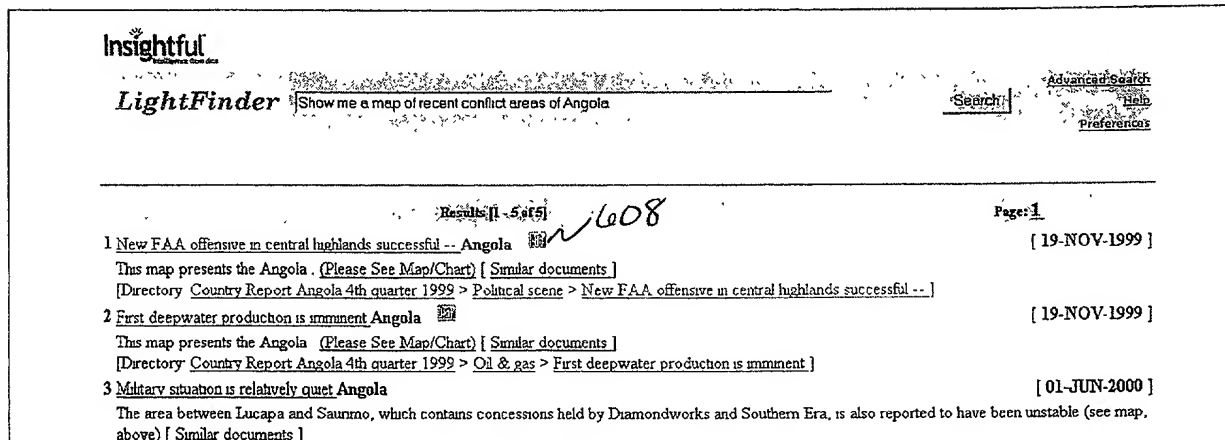 Insightful
intelligence from data
Advanced Search
LightFinder Show me a map of recent conflict areas of Angola Search Help
Preferences
Results [1 - 5 of 5] 1608 Page: 1
1 New FAA offensive in central highlands successful -- Angola [ 19-NOV-1999 ]
This map presents the Angola . (Please See Map/Chart) [ Similar documents ]
[Directory Country Report Angola 4th quarter 1999 > Political scene > New FAA offensive in central highlands successful -- ]
2 First deepwater production is imminent Angola [ 19-NOV-1999 ]
This map presents the Angola (Please See Map/Chart) [ Similar documents ]
[Directory Country Report Angola 4th quarter 1999 > Oil & gas > First deepwater production is imminent ]
3 Military situation is relatively quiet Angola [ 01-JUN-2000 ]
The area between Lucapa and Saurimo, which contains concessions held by Diamondworks and Southern Era, is also reported to have been unstable (see map,
above) [ Similar documents ]